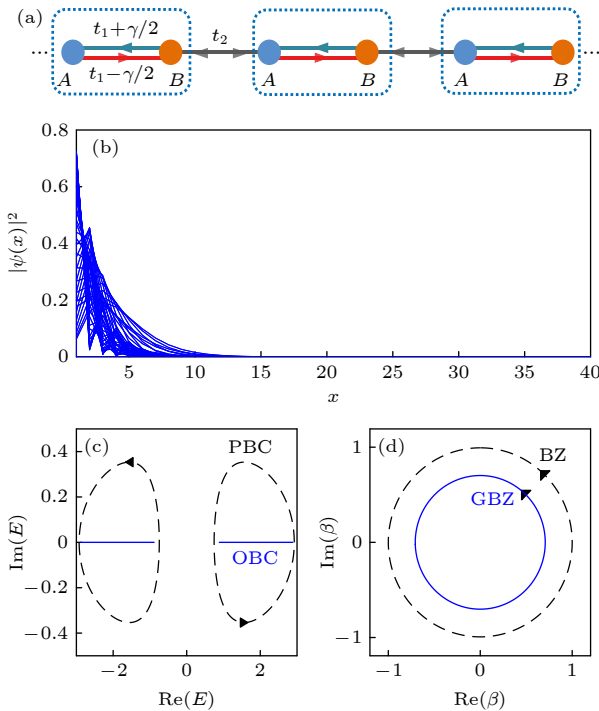 (a)
t₁+γ/2
t₁−γ/2
t₂
... A B A B A B ...
(b)
|ψ(x)|²
0.8
0.6
0.4
0.2
0
5 10 15 20 25 30 35 40
x
(c)
PBC
OBC
Im(E)
0.4
0.2
0
−0.2
−0.4
−2 0 2
Re(E)
(d)
BZ
GBZ
Im(β)
1
0
−1
−1 0 1
Re(β)